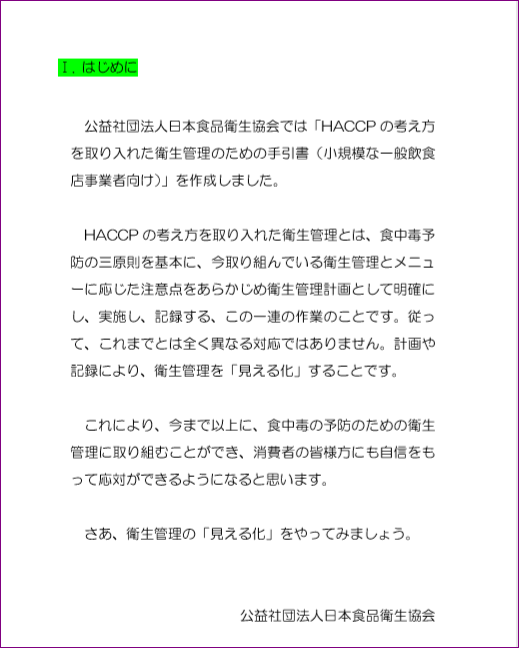 Ⅰ. はじめに
公益社団法人日本食品衛生協会では「HACCP の考え方
を取り入れた衛生管理のための手引書（小規模な一般飲食
店事業者向け）」を作成しました。
HACCP の考え方を取り入れた衛生管理とは、食中毒予
防の三原則を基本に、今取り組んでいる衛生管理とメニュ
ーに応じた注意点をあらかじめ衛生管理計画として明確に
し、実施し、記録する、この一連の作業のことです。従っ
て、これまでとは全く異なる対応ではありません。計画や
記録により、衛生管理を「見える化」することです。
これにより、今まで以上に、食中毒の予防のための衛生
管理に取り組むことができ、消費者の皆様方にも自信をも
って応対ができるようになると思います。
さあ、衛生管理の「見える化」をやってみましょう。
公益社団法人日本食品衛生協会